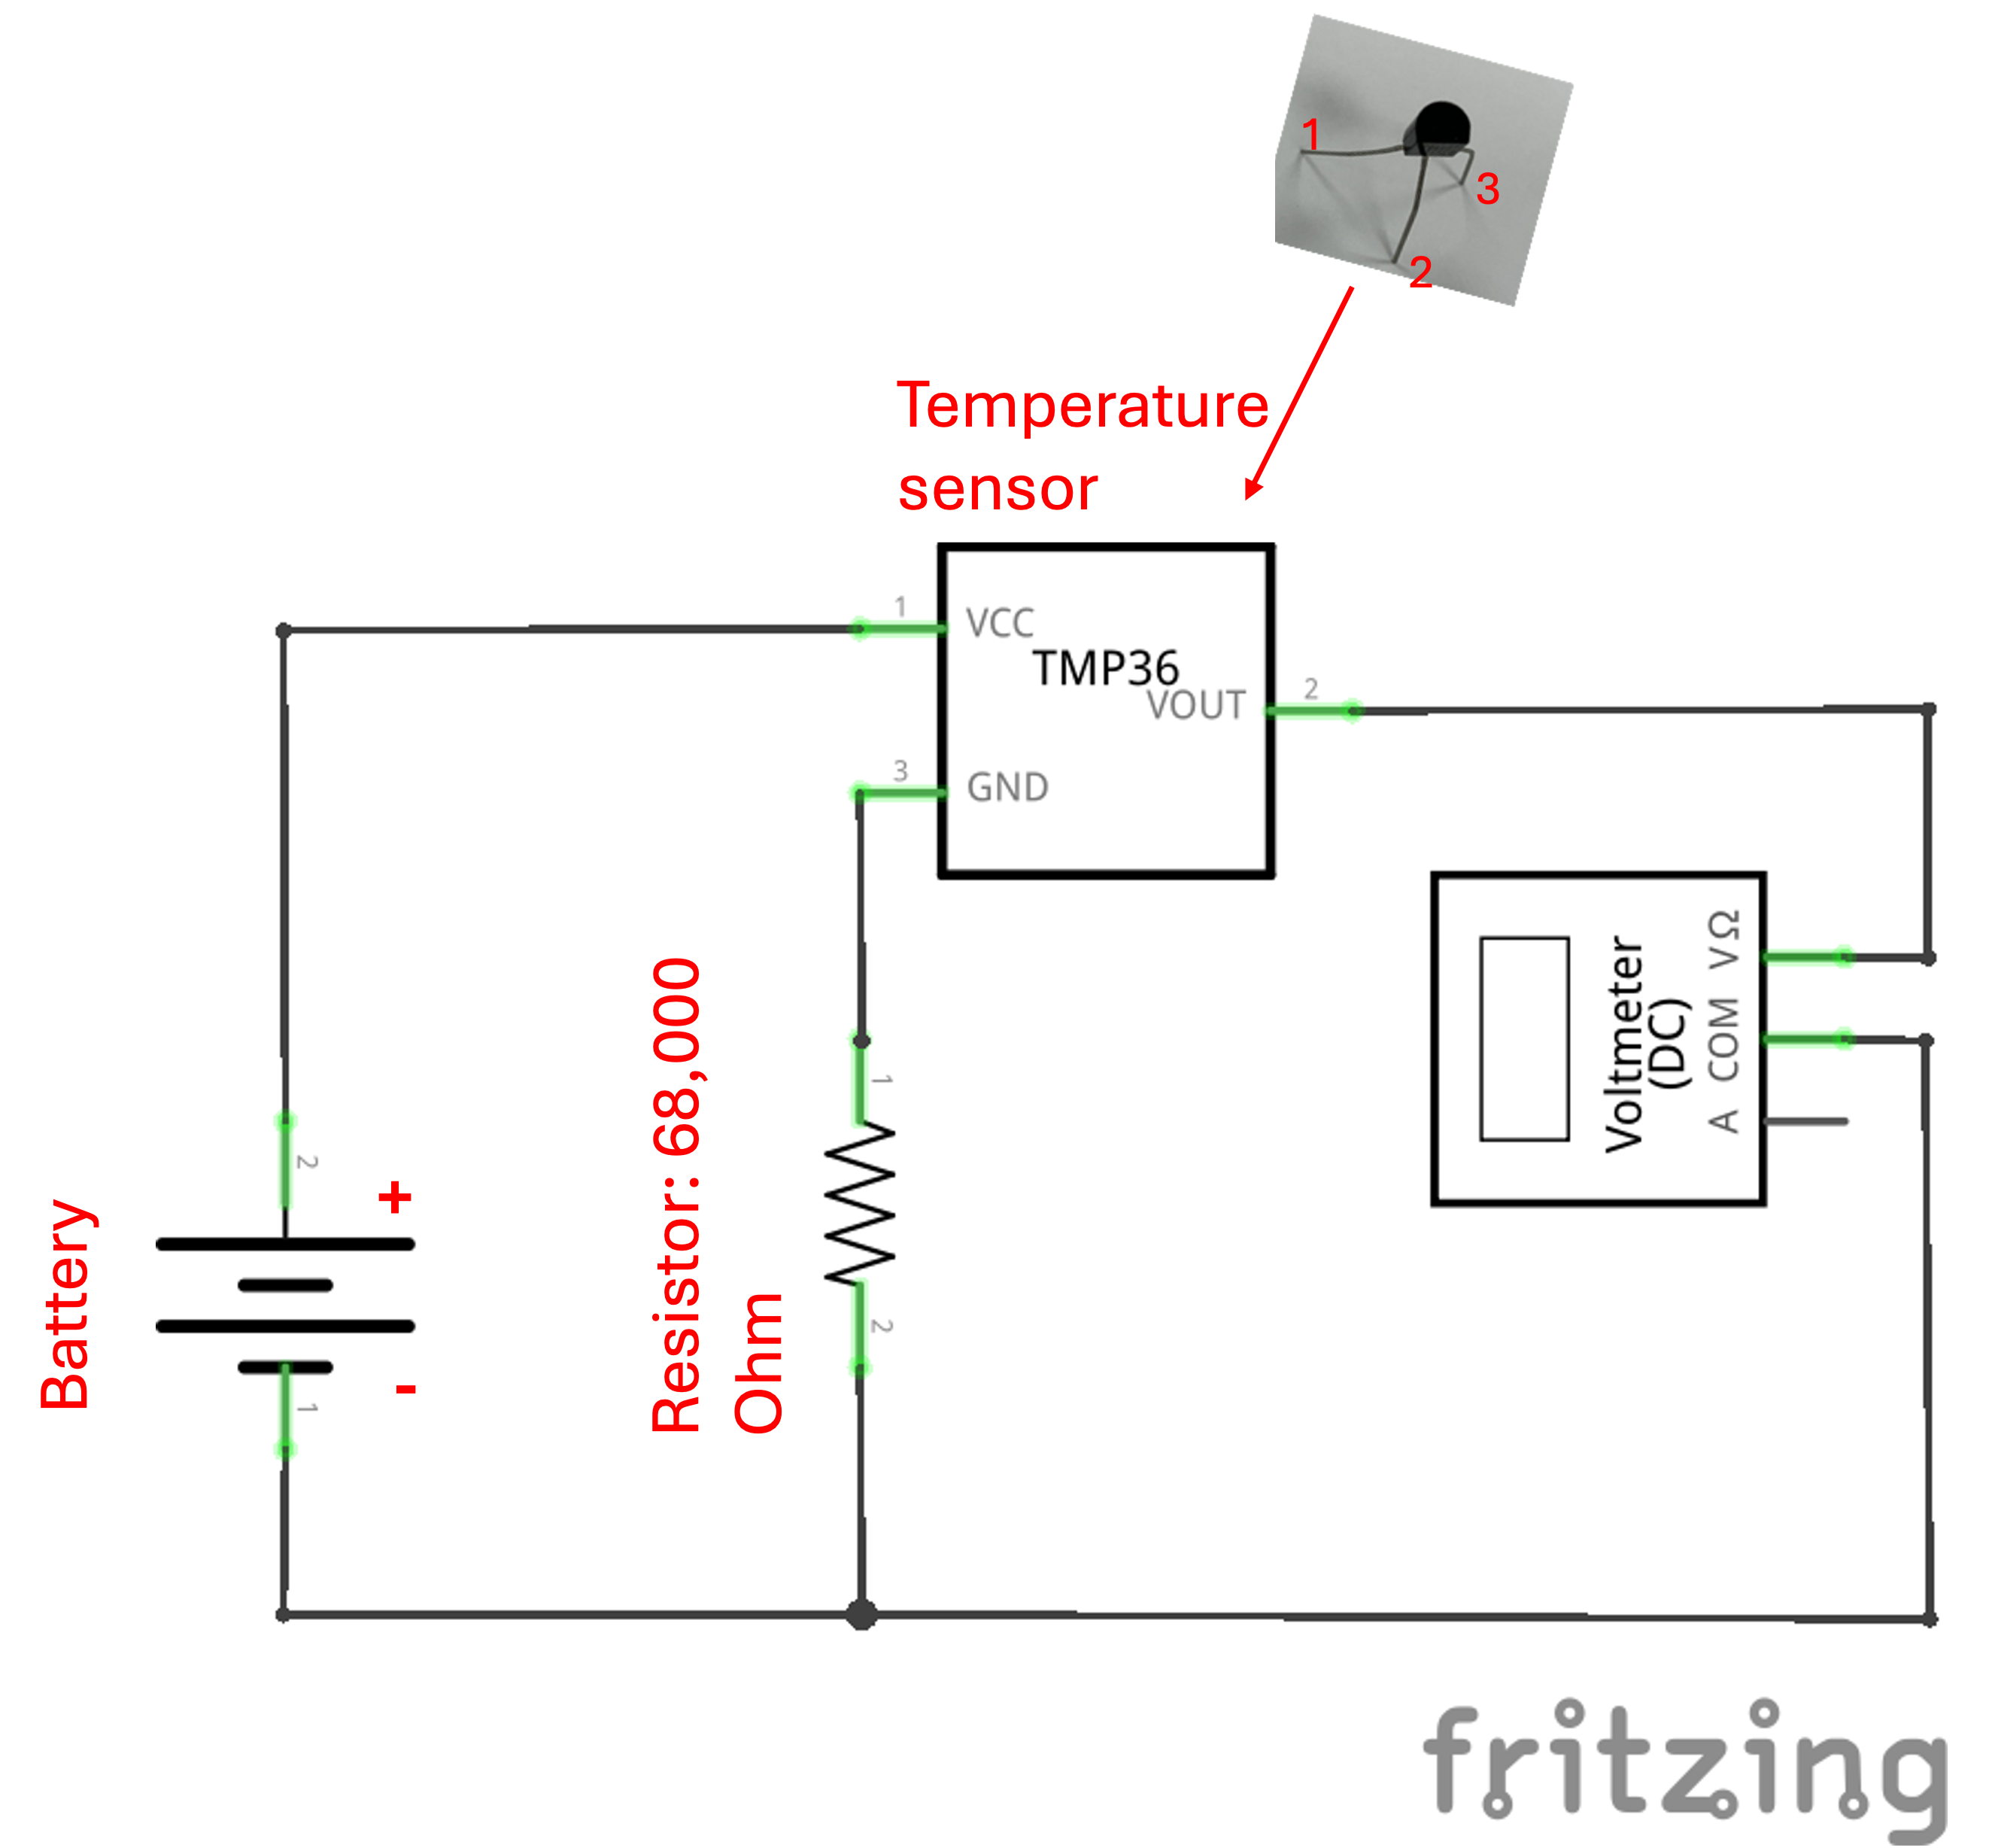 1
3
2
Temperature
sensor
1
VCC
TMP36
VOUT
2
3
GND
Voltmeter
(DC)
VΩ
COM
A
Resistor: 68,000
Ohm
1
2
Battery
2
+
-
1
fritzing